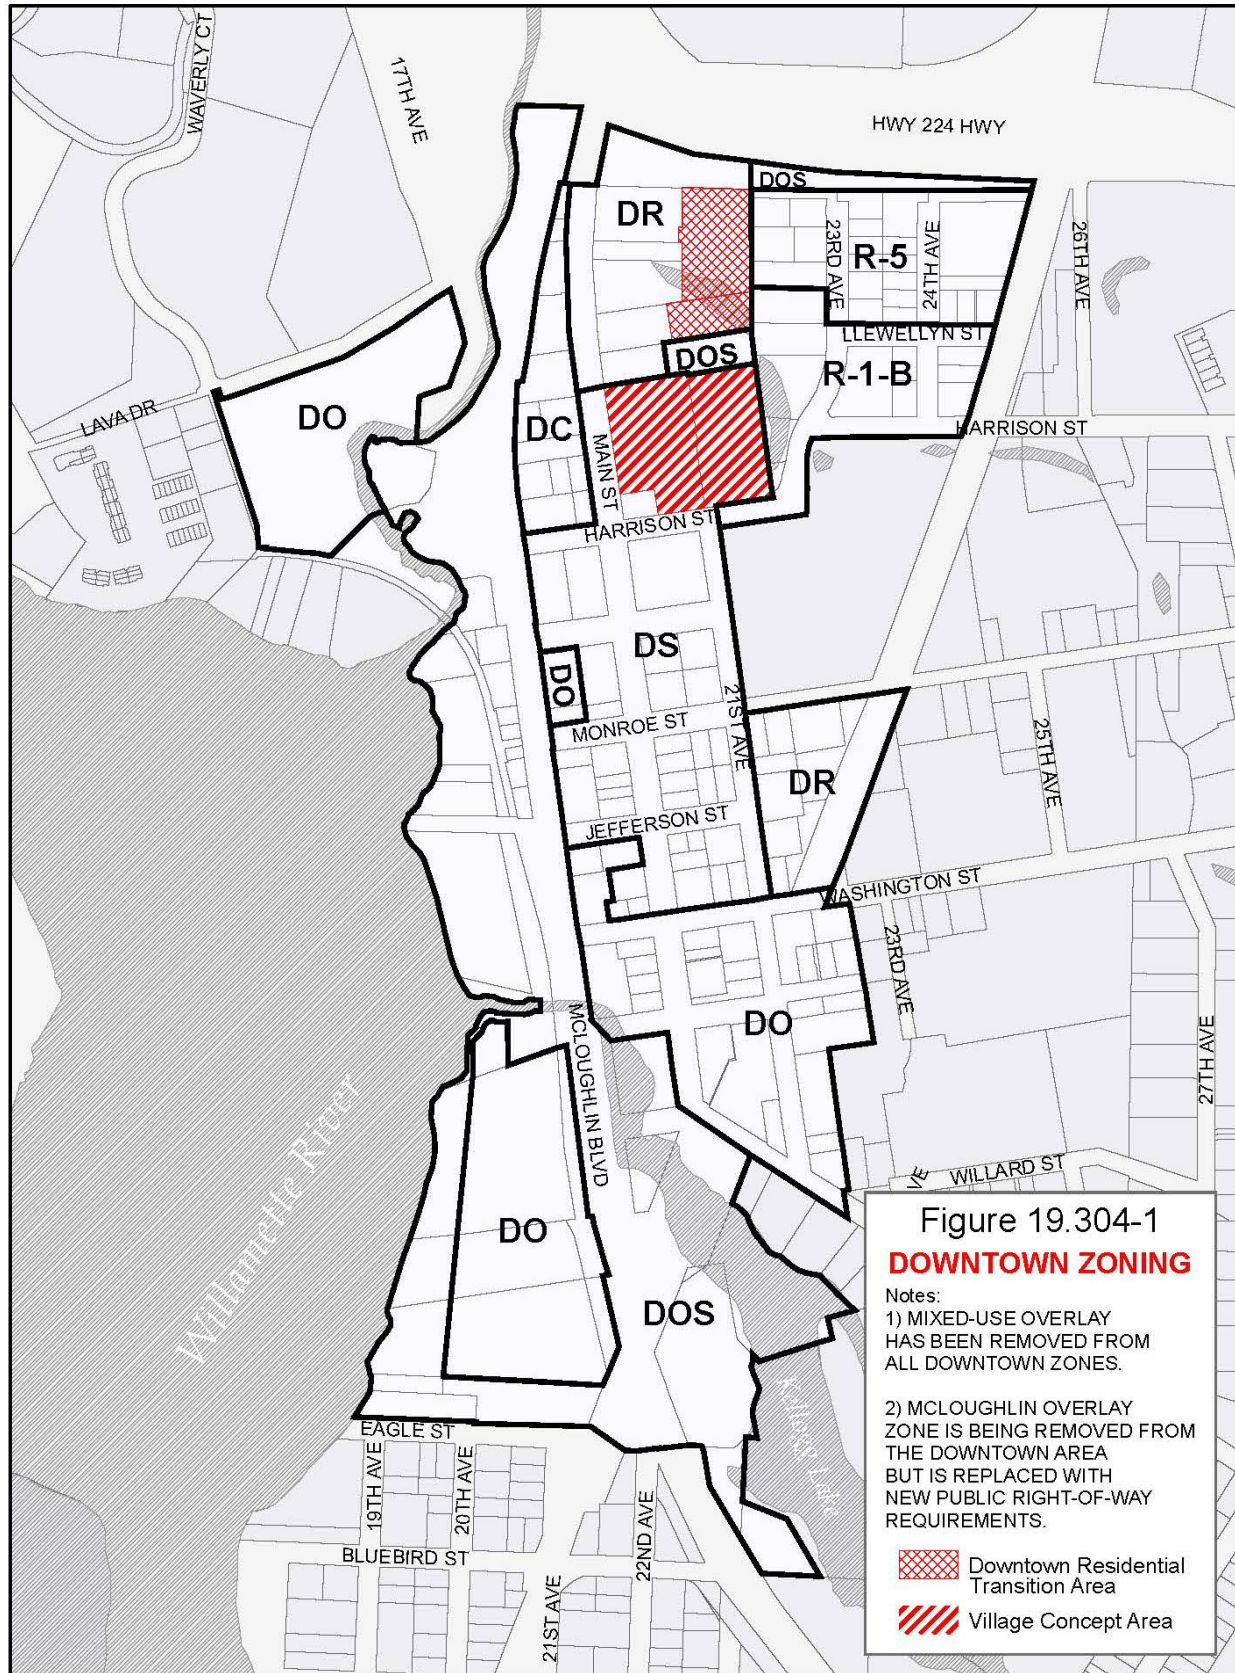 WAVERLY CT
17TH AVE
HWY 224 HWY
DOS
DR
23RD AVE
R-5
24TH AVE
26TH AVE
LLEWELLYN ST
DOS
R-1-B
LAVA DR
DO
DC
MAIN ST
HARRISON ST
HARRISON ST
DS
DO
21ST AVE
MONROE ST
25TH AVE
DR
JEFFERSON ST
WASHINGTON ST
23RD AVE
DO
MCLOUGHLIN BLVD
27TH AVE
Willamette River
WILLARD ST
VE
DO
DOS
Kellogg Lake
EAGLE ST
19TH AVE
20TH AVE
22ND AVE
BLUEBIRD ST
21ST AVE
Figure 19.304-1
DOWNTOWN ZONING
Notes:
1) MIXED-USE OVERLAY
HAS BEEN REMOVED FROM
ALL DOWNTOWN ZONES.
2) MCLOUGHLIN OVERLAY
ZONE IS BEING REMOVED FROM
THE DOWNTOWN AREA
BUT IS REPLACED WITH
NEW PUBLIC RIGHT-OF-WAY
REQUIREMENTS.
Downtown Residential
Transition Area
Village Concept Area